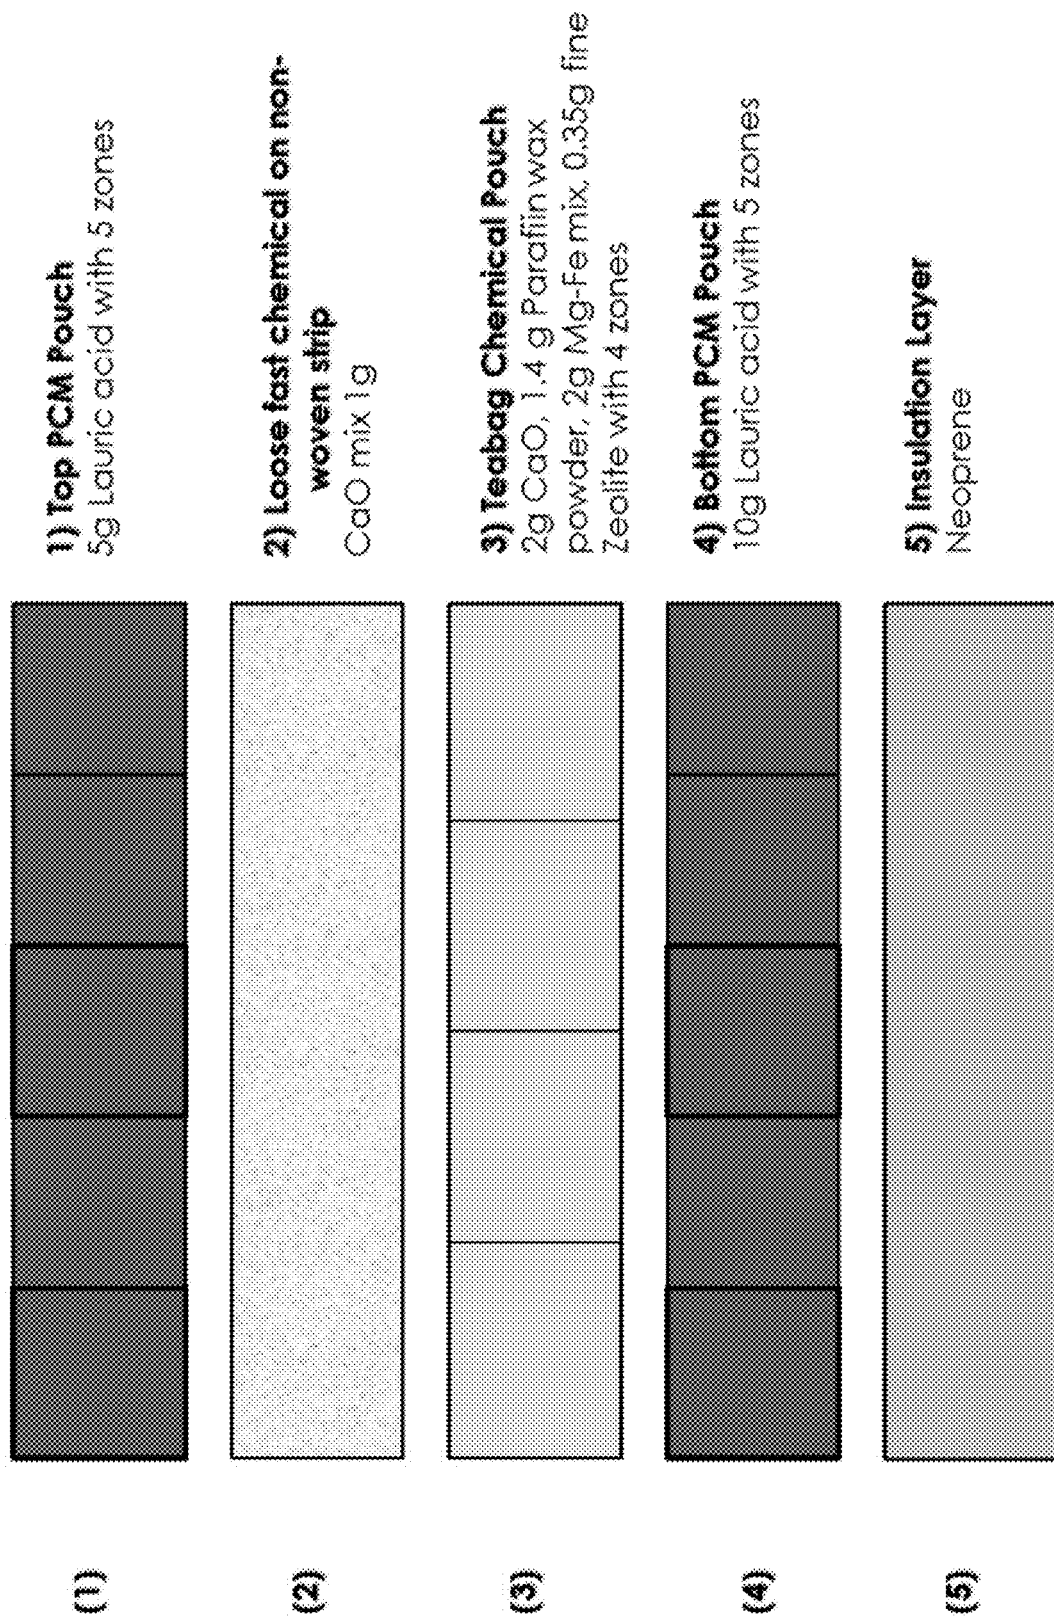 (1)
1) Top PCM Pouch
5g Lauric acid with 5 zones
(2)
2) Loose fast chemical on non-
woven strip
CaO mix 1g
(3)
3) Teabag Chemical Pouch
2g CaO, 1.4 g Parafiin wax
powder, 2g Mg-Fe mix, 0.35g fine
Zealite with 4 zones
(4)
4) Bottom PCM Pouch
10g Lauric acid with 5 zones
(5)
5) Insulation Layer
Neoprene